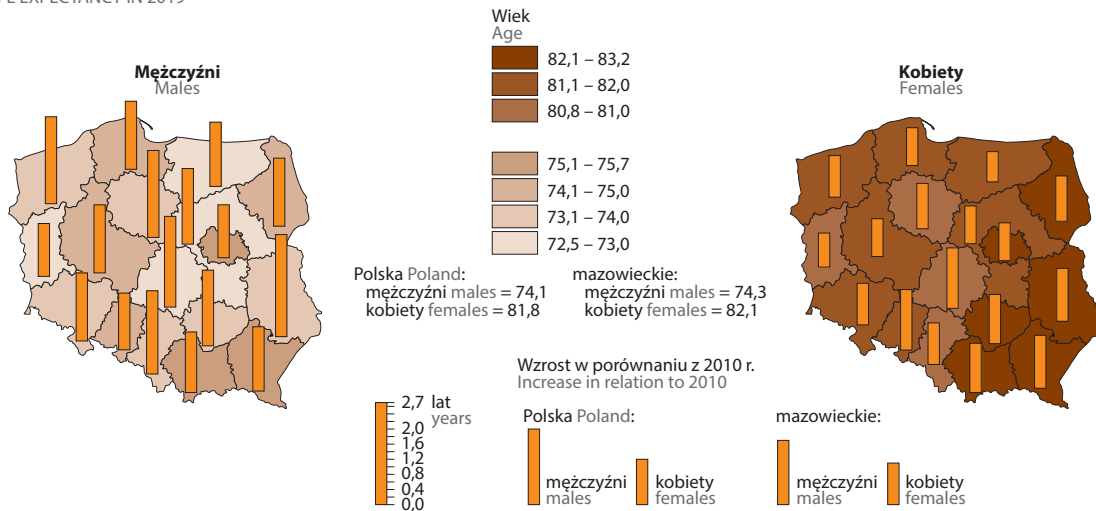 LIFE EXPECTANCY IN 2019
Wiek
Age
82,1 – 83,2
81,1 – 82,0
80,8 – 81,0
75,1 – 75,7
74,1 – 75,0
73,1 – 74,0
72,5 – 73,0
Mężczyźni
Males
Kobiety
Females
Polska Poland:
mężczyźni males = 74,1
kobiety females = 81,8
mazowieckie:
mężczyźni males = 74,3
kobiety females = 82,1
Wzrost w porównaniu z 2010 r.
Increase in relation to 2010
2,7 lat
years
2,0
1,6
1,2
0,8
0,4
0,0
Polska Poland:
mężczyźni
males
kobiety
females
mazowieckie:
mężczyźni
males
kobiety
females